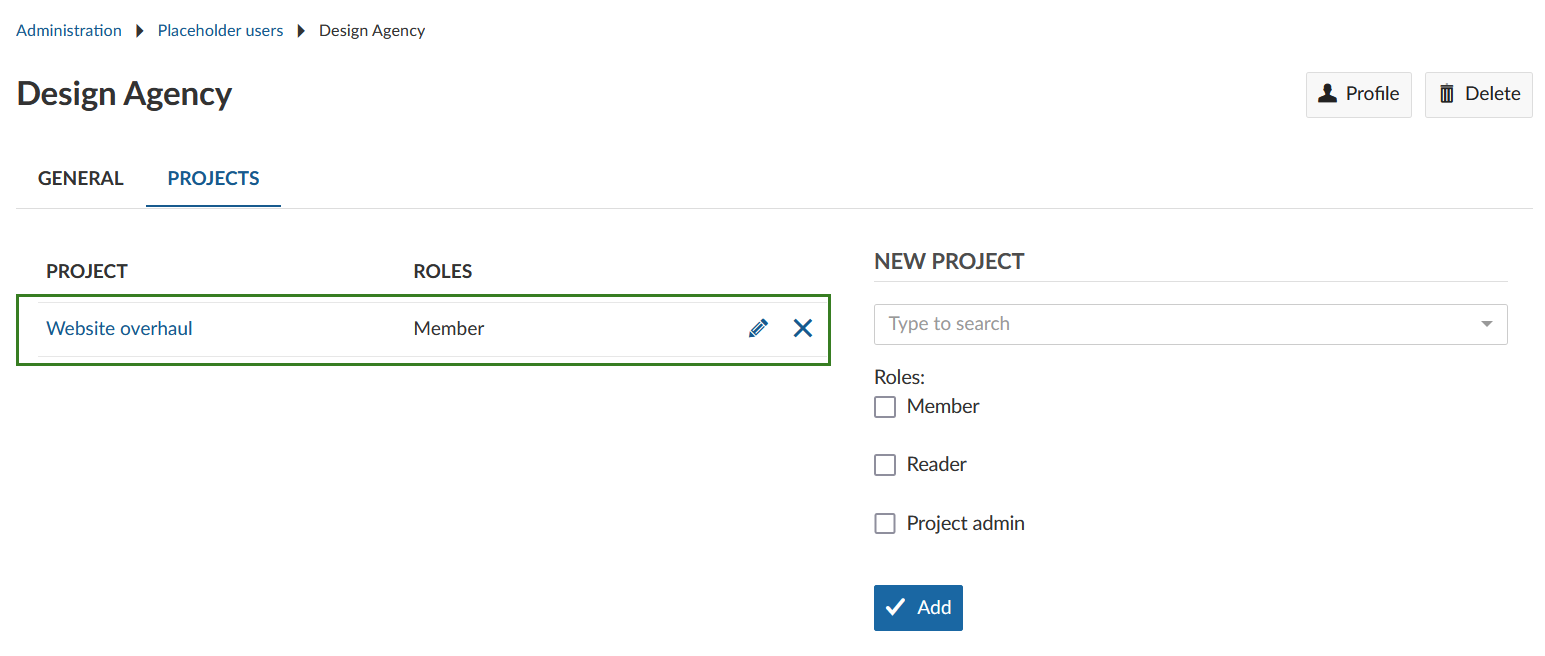 Administration Placeholder users Design Agency
Design Agency
Profile Delete
GENERAL PROJECTS
PROJECT ROLES
Website overhaul Member
NEW PROJECT
Type to search
Roles:
Member
Reader
Project admin
Add